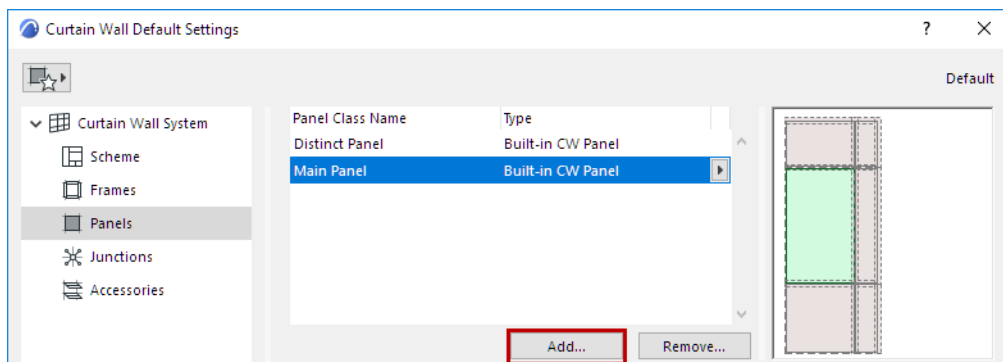 Curtain Wall Default Settings
?
Default
Curtain Wall System
Scheme
Frames
Panels
Junctions
Accessories
Panel Class Name Type
Distinct Panel Built-in CW Panel
Main Panel Built-in CW Panel
Add... Remove...